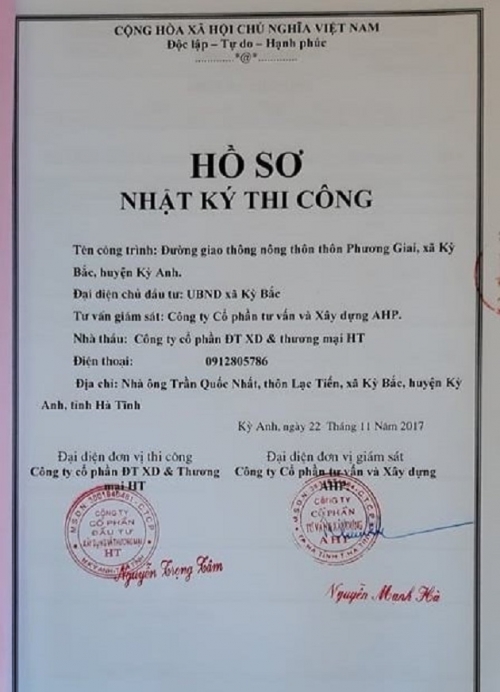 CỘNG HÒA XÃ HỘI CHỦ NGHĨA VIỆT NAM
Độc lập – Tự do – Hạnh phúc
............*@*............
HỒ SƠ
NHẬT KÝ THI CÔNG
Tên công trình: Đường giao thông nông thôn thôn Phương Giai, xã Kỳ
Bắc, huyện Kỳ Anh.
Đại diện chủ đầu tư: UBND xã Kỳ Bắc
Tư vấn giám sát: Công ty Cổ phần tư vấn và Xây dựng AHP.
Nhà thầu: Công ty cổ phần ĐT XD & thương mại HT
Điện thoại: 0912805786
Địa chỉ: Nhà ông Trần Quốc Nhất, thôn Lạc Tiến, xã Kỳ Bắc, huyện Kỳ
Anh, tỉnh Hà Tĩnh
Kỳ Anh, ngày 22 Tháng 11 Năm 2017
Đại diện đơn vị thi công
Công ty cổ phần ĐT XD & Thương
mại HT
Đại diện đơn vị giám sát
Công ty Cổ phần tư vấn và Xây dựng
AHP
CÔNG TY
CỔ PHẦN
ĐẦU TƯ
HT
Nguyễn Trọng Tâm
CÔNG TY
CỔ PHẦN
TƯ VẤN XÂY DỰNG
Nguyễn Mạnh Hà